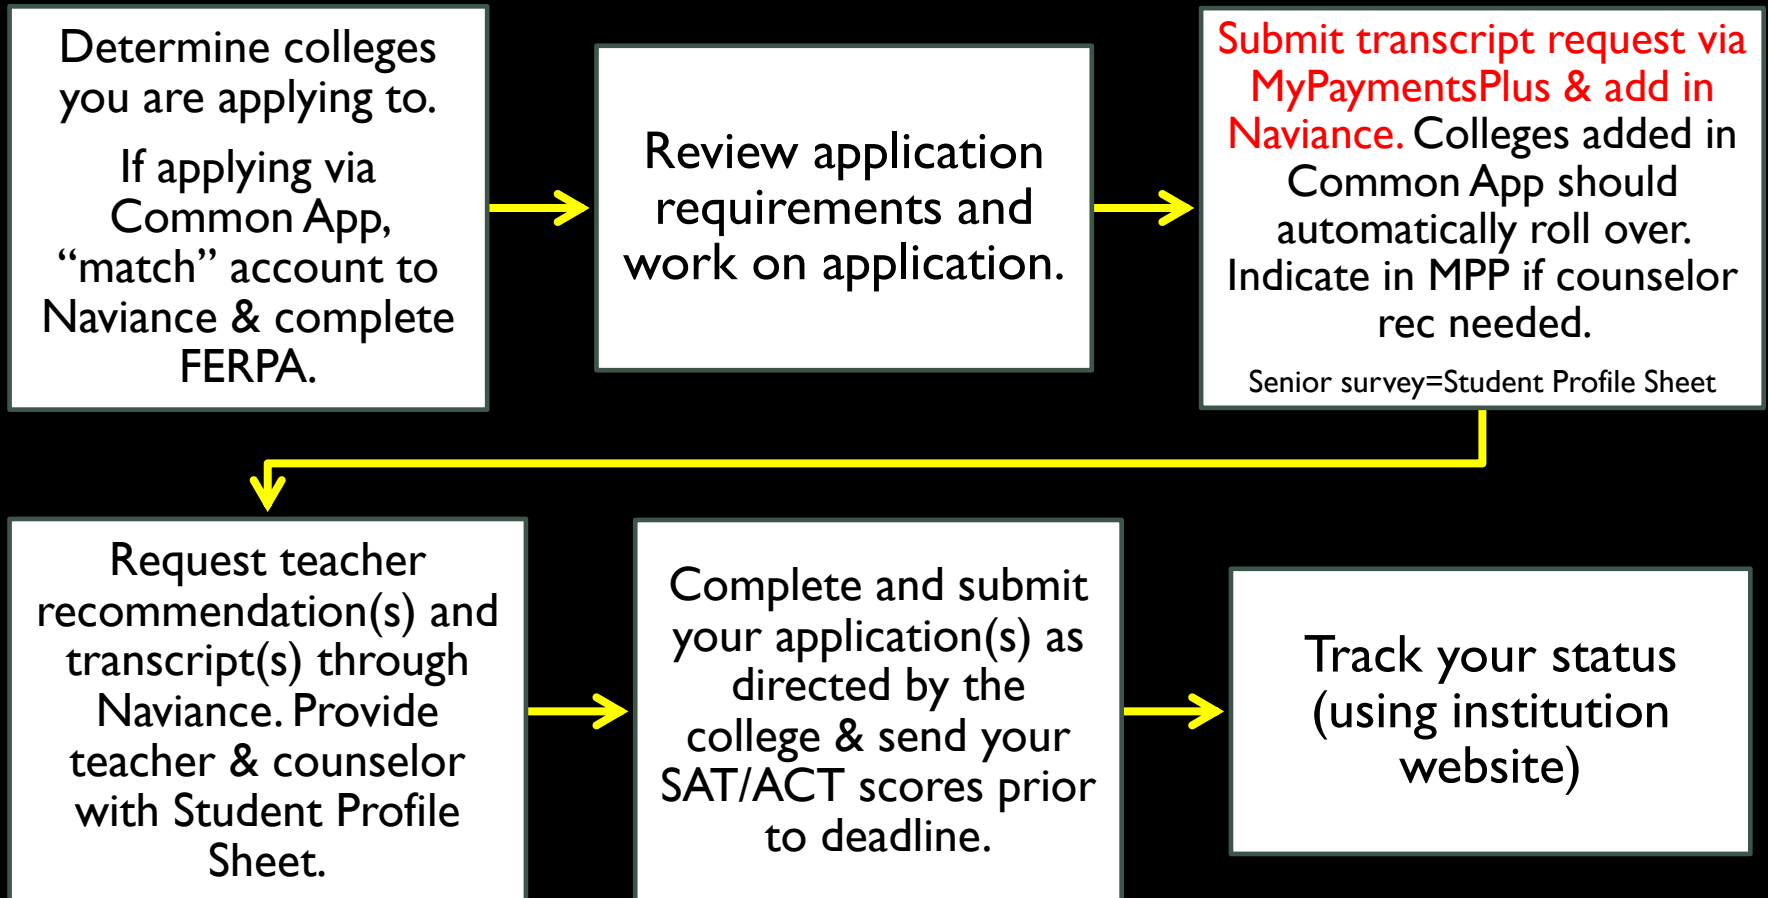 Determine colleges
you are applying to.
If applying via
Common App,
“match” account to
Naviance & complete
FERPA.
Review application
requirements and
work on application.
Submit transcript request via
MyPaymentsPlus & add in
Naviance. Colleges added in
Common App should
automatically roll over.
Indicate in MPP if counselor
rec needed.
Senior survey=Student Profile Sheet
Request teacher
recommendation(s) and
transcript(s) through
Naviance. Provide
teacher & counselor
with Student Profile
Sheet.
Complete and submit
your application(s) as
directed by the
college & send your
SAT/ACT scores prior
to deadline.
Track your status
(using institution
website)